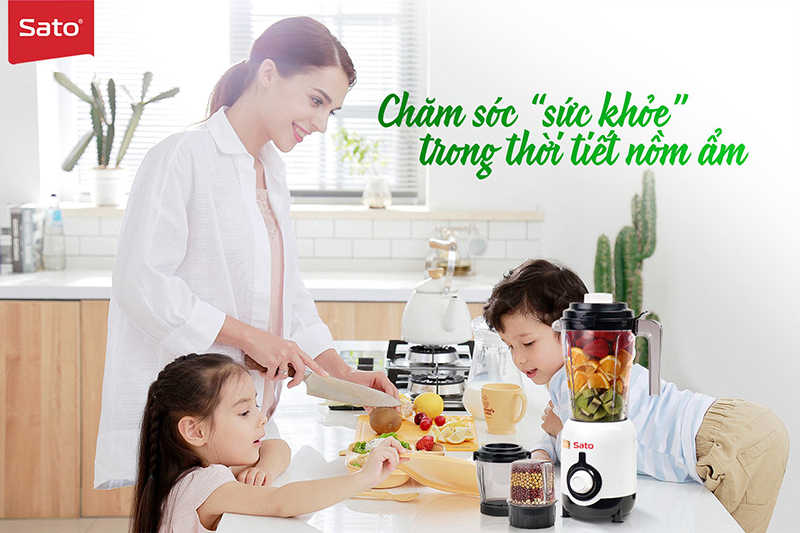 Sato®
Chăm sóc “sức khỏe”
trong thời tiết nồm ẩm
Sato